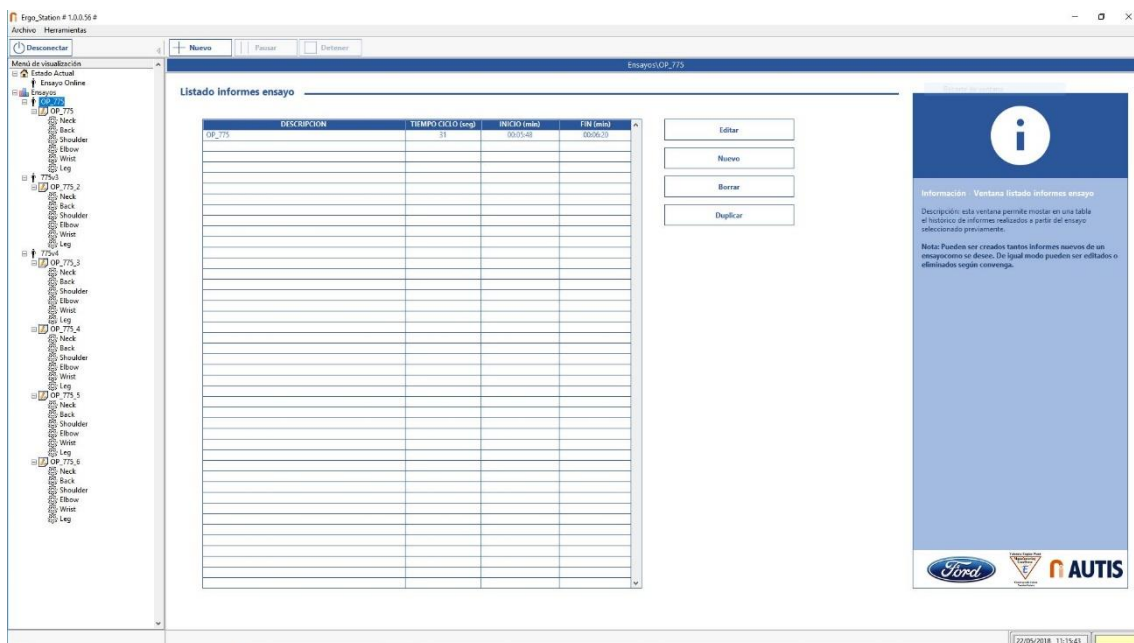 Ergo_Station # 1.0.0.56 #
Archivo Herramientas
Desconectar
Nuevo Pausar Detener
Menú de visualización
Ensayos\OP_775
Estado Actual
Ensayo Online
Ensayos
OP_775
OP_775
Neck
Back
Shoulder
Elbow
Wrist
Leg
775v3
OP_775_2
Neck
Back
Shoulder
Elbow
Wrist
Leg
775v4
OP_775_3
Neck
Back
Shoulder
Elbow
Wrist
Leg
OP_775_4
Neck
Back
Shoulder
Elbow
Wrist
Leg
OP_775_5
Neck
Back
Shoulder
Elbow
Wrist
Leg
OP_775_6
Neck
Back
Shoulder
Elbow
Wrist
Leg
Listado informes ensayo
DESCRIPCION TIEMPO CICLO (seg) INICIO (min) FIN (min)
OP_775 31 00:05:48 00:06:20
Editar
Nuevo
Borrar
Duplicar
i
Información - Ventana listado informes ensayo
Descripción: esta ventana permite mostar en una tabla
el histórico de informes realizados a partir del ensayo
seleccionado previamente.
Nota: Pueden ser creados tantos informes nuevos de un
ensayocomo se desee. De igual modo pueden ser editados o
eliminados según convenga.
Ford
E
AUTIS
22/05/2018 11:15:43